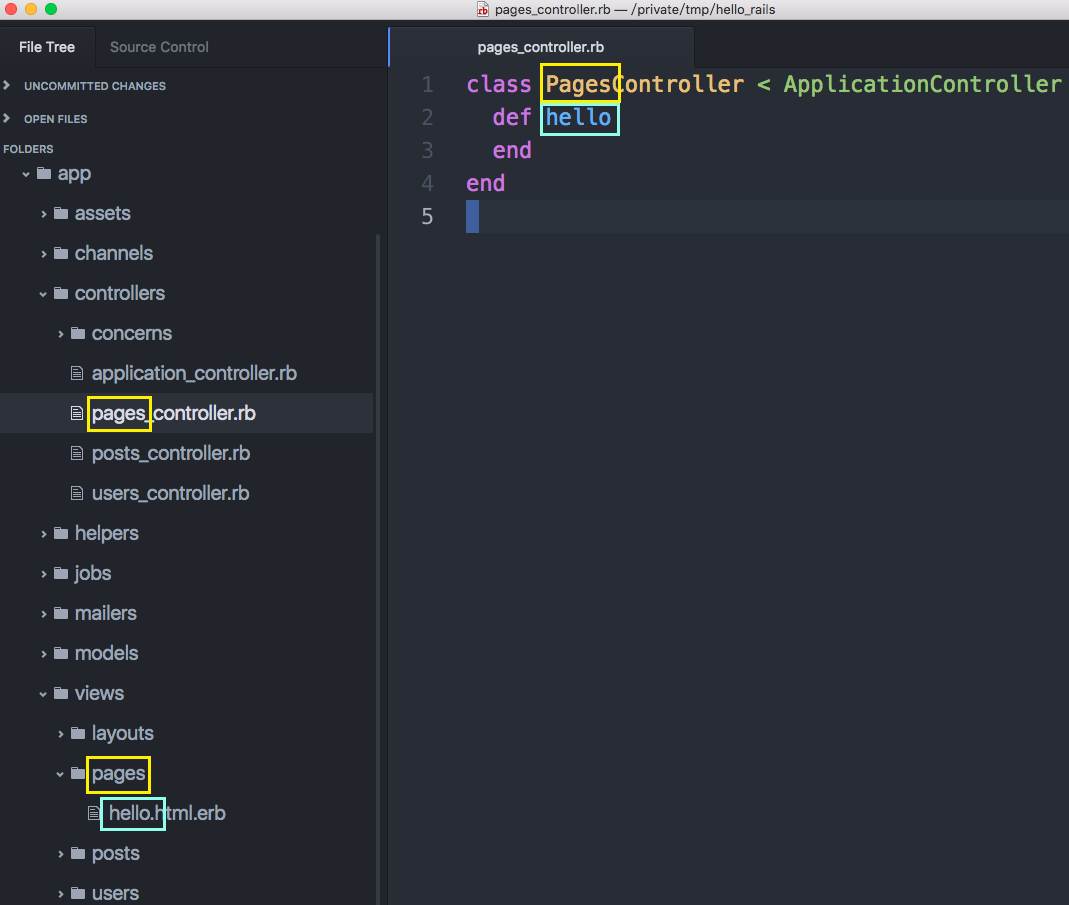 pages_controller.rb — /private/tmp/hello_rails
File Tree
Source Control
UNCOMMITTED CHANGES
OPEN FILES
FOLDERS
app
assets
channels
controllers
concerns
application_controller.rb
pages_controller.rb
posts_controller.rb
users_controller.rb
helpers
jobs
mailers
models
views
layouts
pages
hello.html.erb
posts
users
pages_controller.rb
1 class PagesController < ApplicationController
2 def hello
3 end
4 end
5